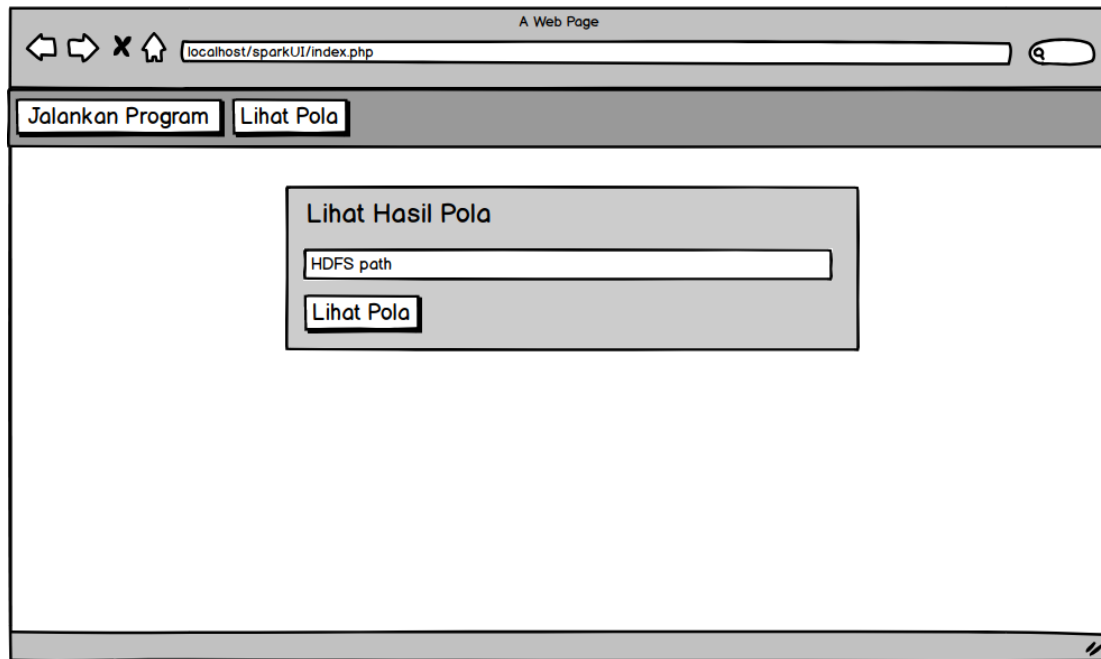 A Web Page
localhost/sparkUI/index.php
Jalankan Program Lihat Pola
Lihat Hasil Pola
HDFS path
Lihat Pola